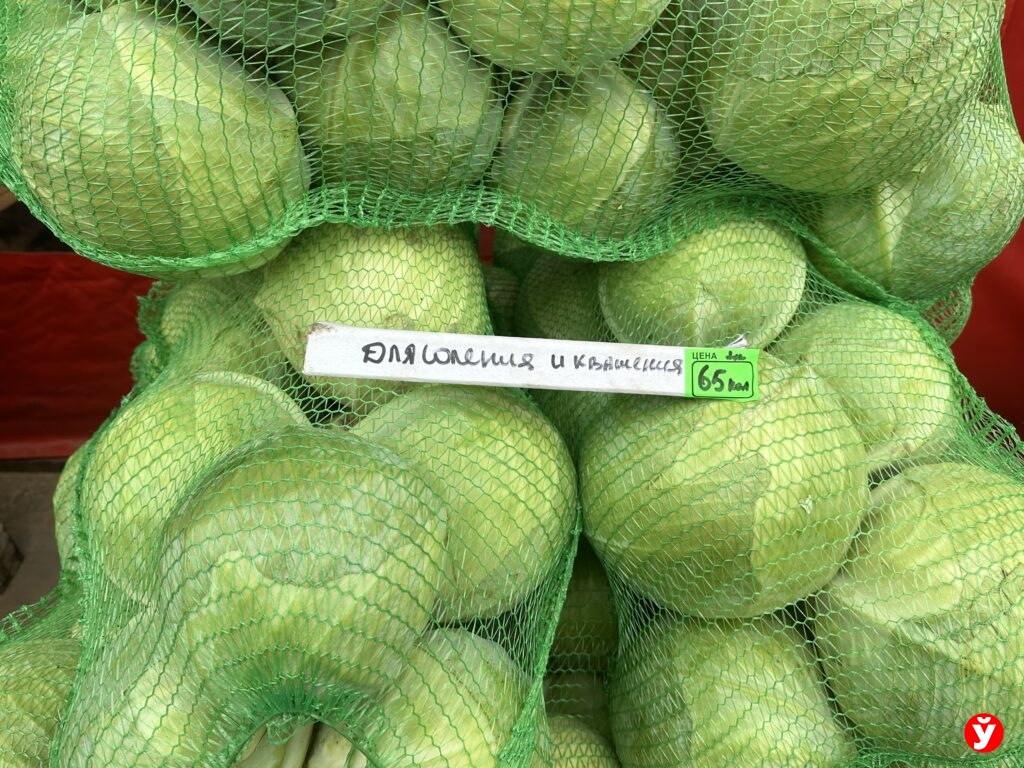 Для соления и квашения
ЦЕНА
65 коп
Ў